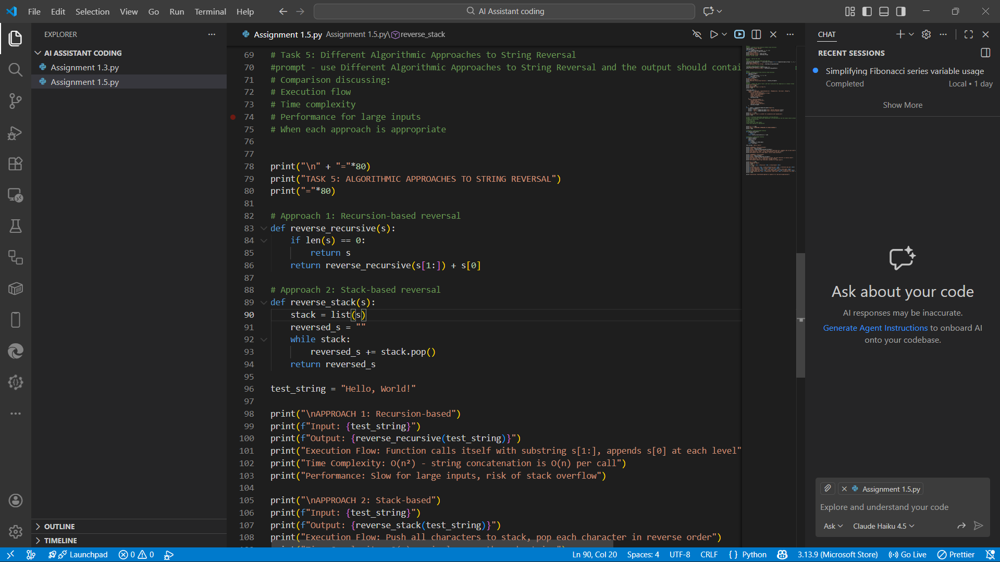 File Edit Selection View Go Run Terminal Help
AI Assistant coding
EXPLORER
AI ASSISTANT CODING
Assignment 1.3.py
Assignment 1.5.py
OUTLINE
TIMELINE
Assignment 1.5.py Assignment 1.5.py\reverse_stack
69 # Task 5: Different Algorithmic Approaches to String Reversal
70 #prompt - use Different Algorithmic Approaches to String Reversal and the output should contai
71 # Comparison discussing:
72 # Execution flow
73 # Time complexity
74 # Performance for large inputs
75 # When each approach is appropriate
76
77
78 print("\n" + "="*80)
79 print("TASK 5: ALGORITHMIC APPROACHES TO STRING REVERSAL")
80 print("="*80)
81
82 # Approach 1: Recursion-based reversal
83 def reverse_recursive(s):
84     if len(s) == 0:
85         return s
86     return reverse_recursive(s[1:]) + s[0]
87
88 # Approach 2: Stack-based reversal
89 def reverse_stack(s):
90     stack = list(s)
91     reversed_s = ""
92     while stack:
93         reversed_s += stack.pop()
94     return reversed_s
95
96 test_string = "Hello, World!"
97
98 print("\nAPPROACH 1: Recursion-based")
99 print(f"Input: {test_string}")
100 print(f"Output: {reverse_recursive(test_string)}")
101 print("Execution Flow: Function calls itself with substring s[1:], appends s[0] at each level"
102 print("Time Complexity: O(n²) - string concatenation is O(n) per call")
103 print("Performance: Slow for large inputs, risk of stack overflow")
104
105 print("\nAPPROACH 2: Stack-based")
106 print(f"Input: {test_string}")
107 print(f"Output: {reverse_stack(test_string)}")
108 print("Execution Flow: Push all characters to stack, pop each character in reverse order")
CHAT
RECENT SESSIONS
Simplifying Fibonacci series variable usage
Completed Local • 1 day
Show More
Ask about your code
AI responses may be inaccurate.
Generate Agent Instructions to onboard AI
onto your codebase.
Assignment 1.5.py
Explore and understand your code
Ask Claude Haiku 4.5
Launchpad 0 0 Ln 90, Col 20 Spaces: 4 UTF-8 CRLF { } Python 3.13.9 (Microsoft Store) Go Live Prettier